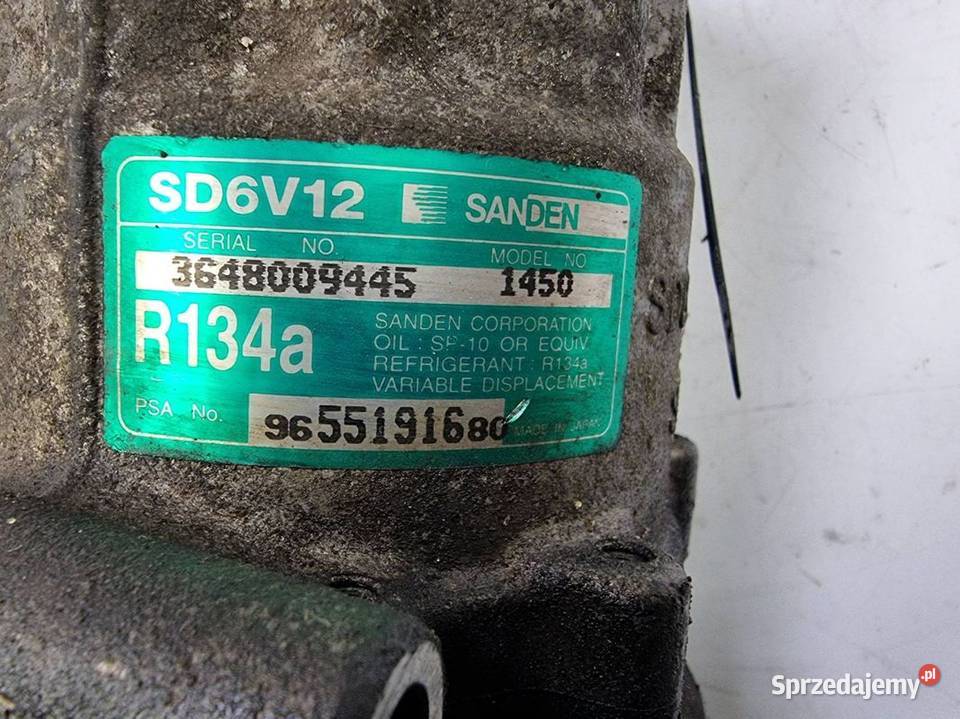 SD6V12 SANDEN
SERIAL NO. MODEL NO
3648009445 1450
R134a
SANDEN CORPORATION
OIL : SP-10 OR EQUIV
REFRIGERANT : R134a
VARIABLE DISPLACEMENT
PSA No. 9655191680 MADE IN JAPAN
Sprzedajemy.pl